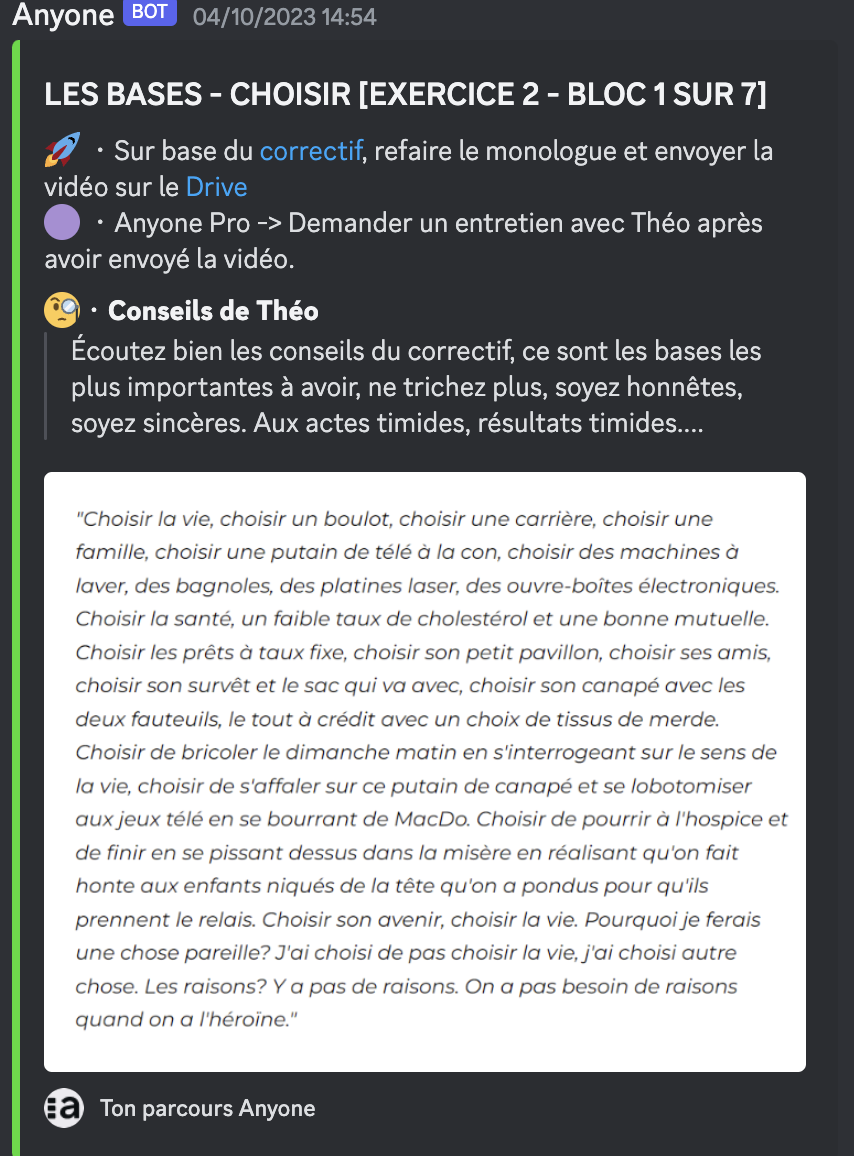 Anyone BOT 04/10/2023 14:54
LES BASES - CHOISIR [EXERCICE 2 - BLOC 1 SUR 7]
🚀 · Sur base du correctif, refaire le monologue et envoyer la
vidéo sur le Drive
🟣 · Anyone Pro -> Demander un entretien avec Théo après
avoir envoyé la vidéo.
🧐 · Conseils de Théo
Écoutez bien les conseils du correctif, ce sont les bases les
plus importantes à avoir, ne trichez plus, soyez honnêtes,
soyez sincères. Aux actes timides, résultats timides....
"Choisir la vie, choisir un boulot, choisir une carrière, choisir une
famille, choisir une putain de télé à la con, choisir des machines à
laver, des bagnoles, des platines laser, des ouvre-boîtes électroniques.
Choisir la santé, un faible taux de cholestérol et une bonne mutuelle.
Choisir les prêts à taux fixe, choisir son petit pavillon, choisir ses amis,
choisir son survêt et le sac qui va avec, choisir son canapé avec les
deux fauteuils, le tout à crédit avec un choix de tissus de merde.
Choisir de bricoler le dimanche matin en s'interrogeant sur le sens de
la vie, choisir de s'affaler sur ce putain de canapé et se lobotomiser
aux jeux télé en se bourrant de MacDo. Choisir de pourrir à l'hospice et
de finir en se pissant dessus dans la misère en réalisant qu'on fait
honte aux enfants niqués de la tête qu'on a pondus pour qu'ils
prennent le relais. Choisir son avenir, choisir la vie. Pourquoi je ferais
une chose pareille? J'ai choisi de pas choisir la vie, j'ai choisi autre
chose. Les raisons? Y a pas de raisons. On a pas besoin de raisons
quand on a l'héroïne."
a Ton parcours Anyone